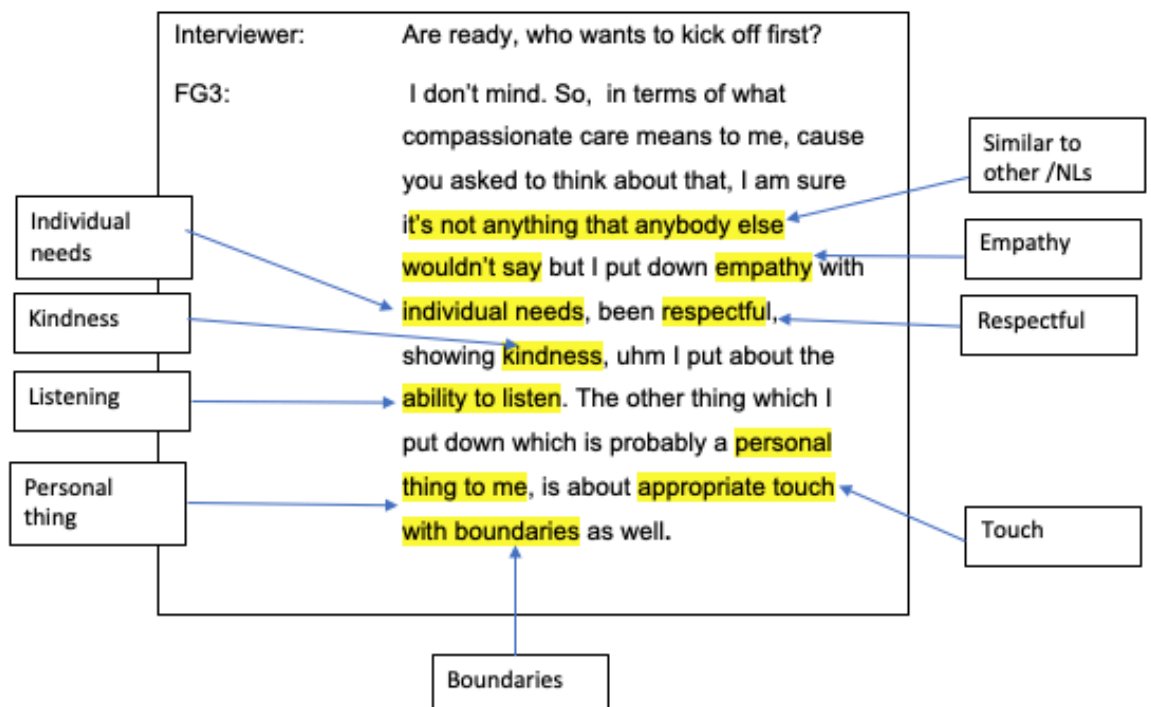 Interviewer: Are ready, who wants to kick off first?
FG3: I don't mind. So, in terms of what
compassionate care means to me, cause
you asked to think about that, I am sure
it's not anything that anybody else
wouldn't say but I put down empathy with
individual needs, been respectful,
showing kindness, uhm I put about the
ability to listen. The other thing which I
put down which is probably a personal
thing to me, is about appropriate touch
with boundaries as well.
Individual
needs
Kindness
Listening
Personal
thing
Similar to
other /NLs
Empathy
Respectful
Touch
Boundaries